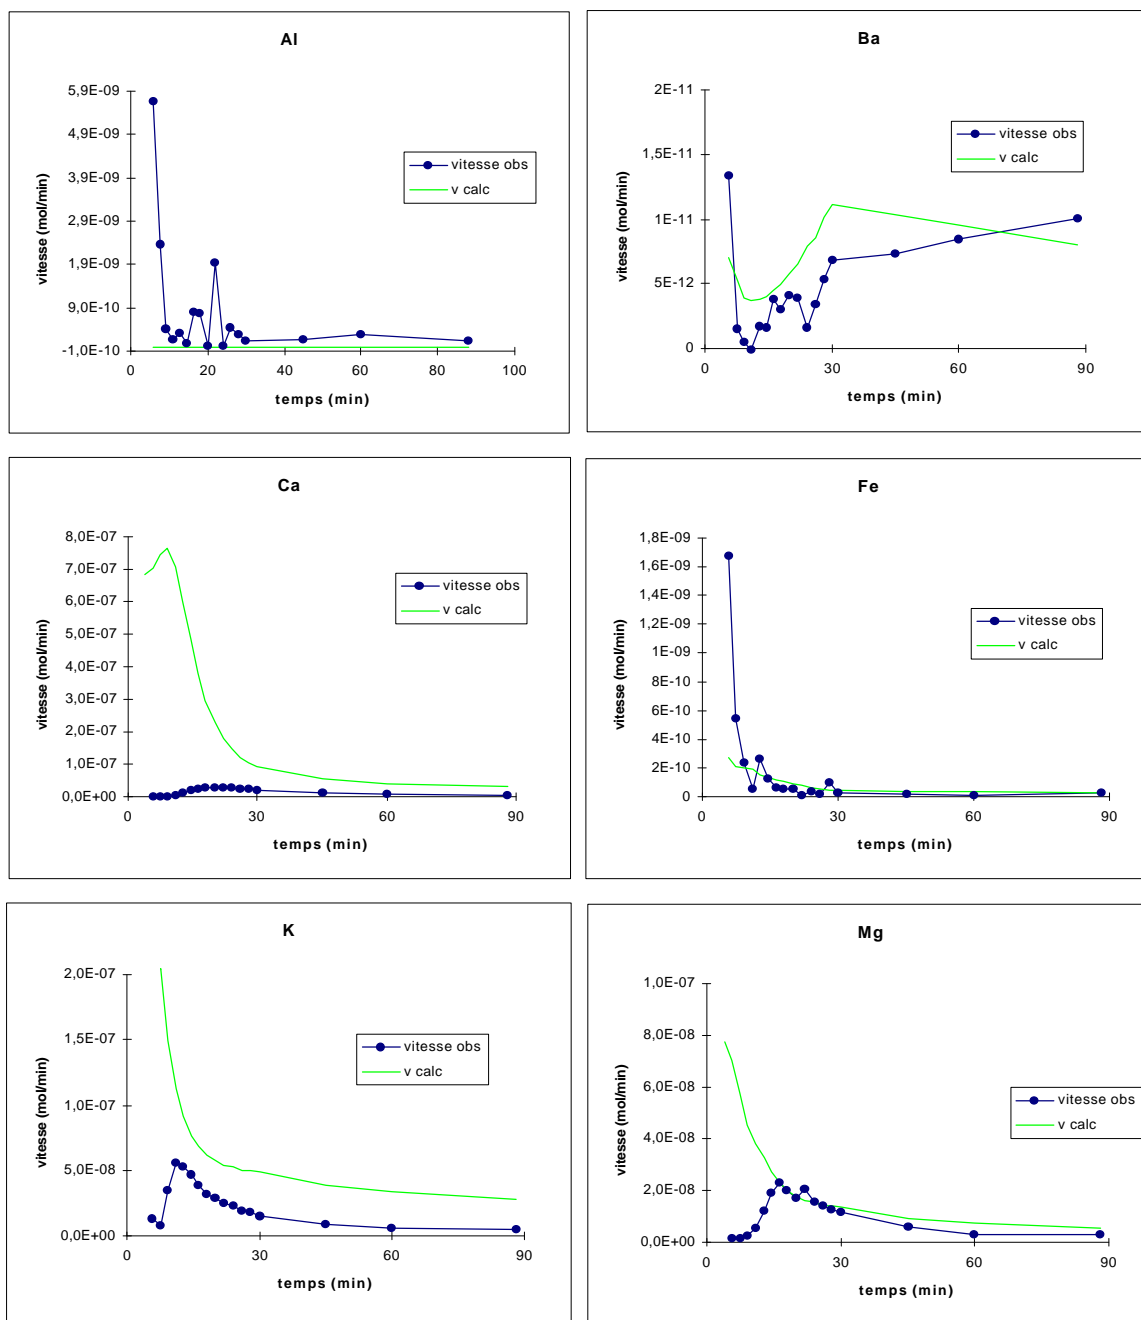 Al
vitesse (mol/min)
5,9E-09
4,9E-09
3,9E-09
2,9E-09
1,9E-09
9,0E-10
-1,0E-10
0 20 40 60 80 100
temps (min)
vitesse obs
v calc
Ba
vitesse (mol/min)
2E-11
1,5E-11
1E-11
5E-12
0
0 30 60 90
temps (min)
vitesse obs
v calc
Ca
vitesse (mol/min)
8,0E-07
7,0E-07
6,0E-07
5,0E-07
4,0E-07
3,0E-07
2,0E-07
1,0E-07
0,0E+00
0 30 60 90
temps (min)
vitesse obs
v calc
Fe
vitesse (mol/min)
1,8E-09
1,6E-09
1,4E-09
1,2E-09
1E-09
8E-10
6E-10
4E-10
2E-10
0
0 30 60 90
temps (min)
vitesse obs
v calc
K
vitesse (mol/min)
2,0E-07
1,5E-07
1,0E-07
5,0E-08
0,0E+00
0 30 60 90
temps (min)
vitesse obs
v calc
Mg
vitesse (mol/min)
1,0E-07
8,0E-08
6,0E-08
4,0E-08
2,0E-08
0,0E+00
0 30 60 90
temps (min)
vitesse obs
v calc